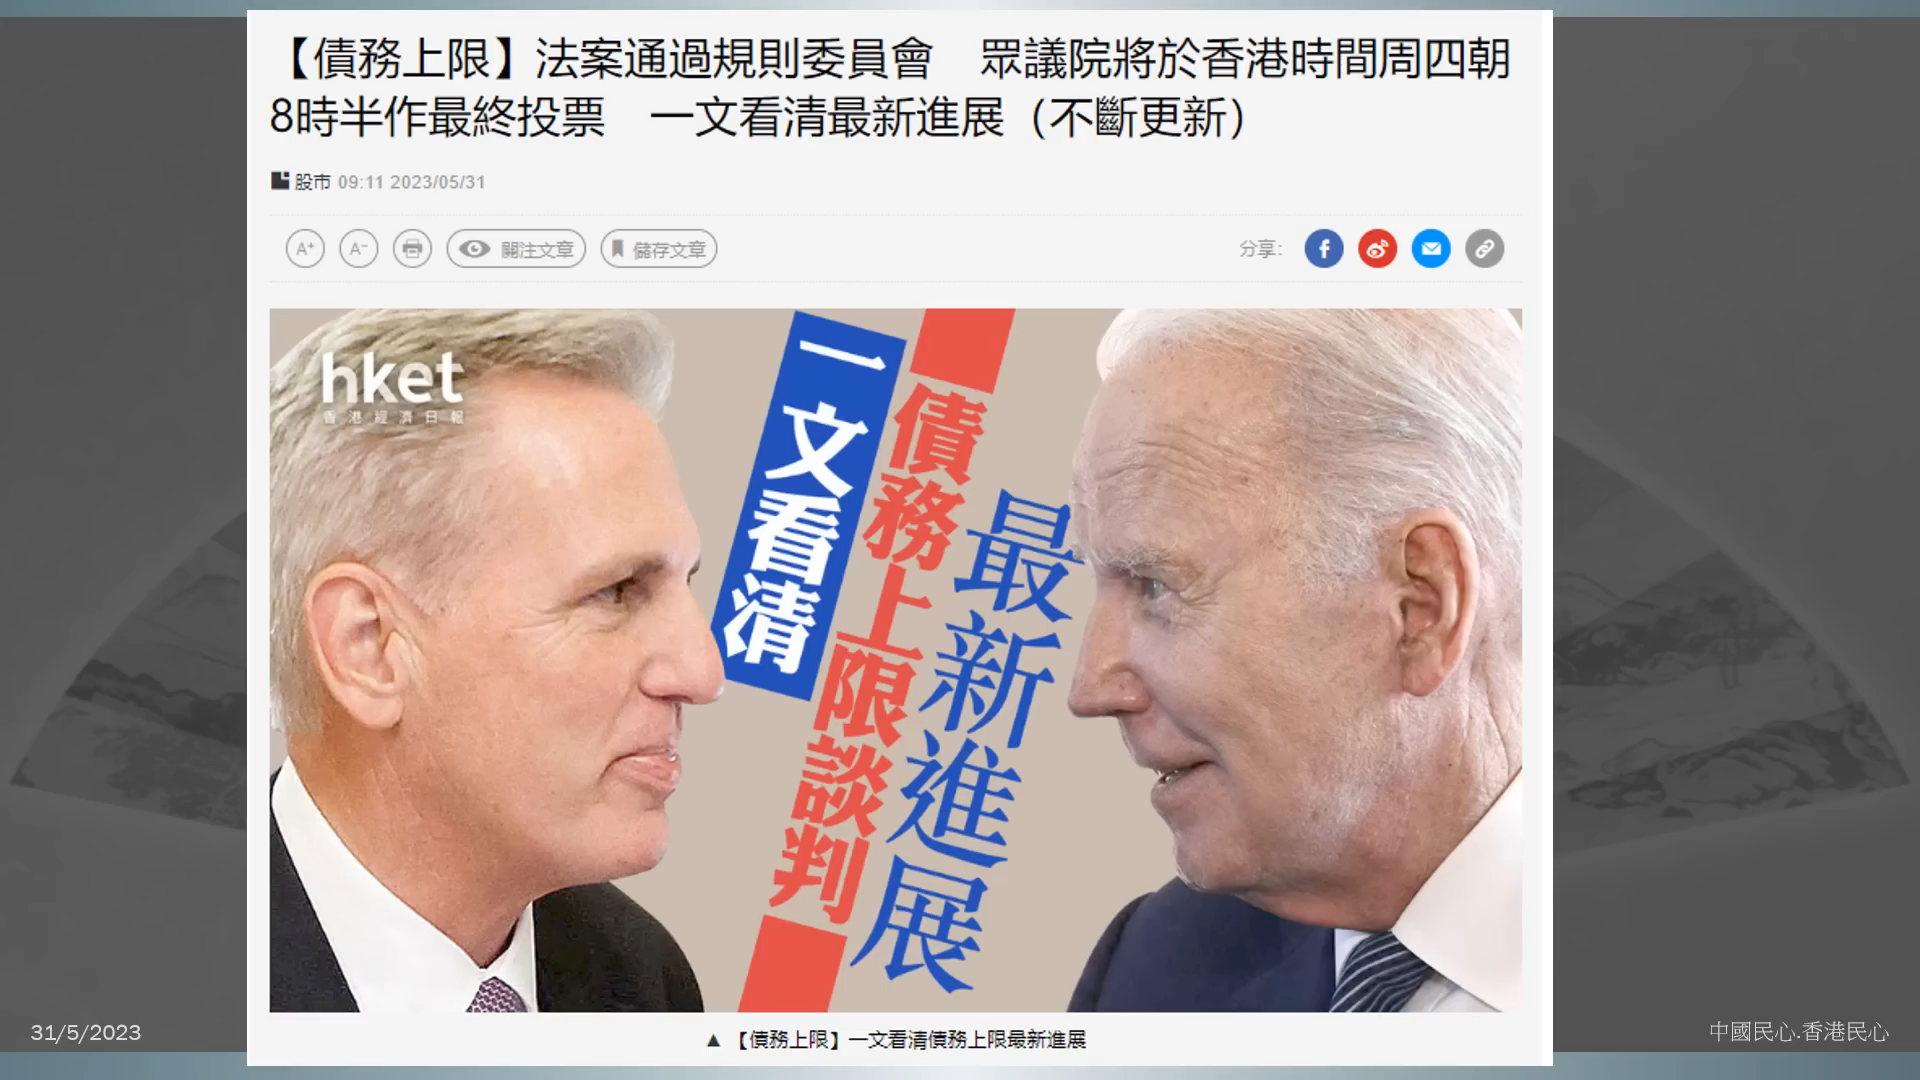 【債務上限】法案通過規則委員會　眾議院將於香港時間周四朝
8時半作最終投票　一文看清最新進展（不斷更新）
股市 09:11 2023/05/31
A+ A- 關注文章 儲存文章 分享:
hket
香港經濟日報
一文看清
債務上限談判
最新進展
▲ 【債務上限】一文看清債務上限最新進展
31/5/2023
中國民心.香港民心